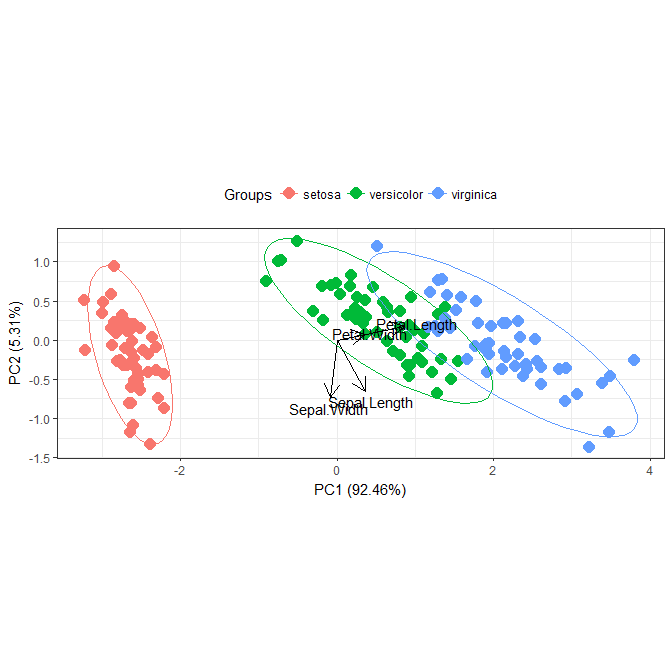 Groups setosa versicolor virginica
1.0
0.5
0.0
-0.5
-1.0
-1.5
PC2 (5.31%)
Petal.Length
Petal.Width
Sepal.Length
Sepal.Width
-2 0 2 4
PC1 (92.46%)